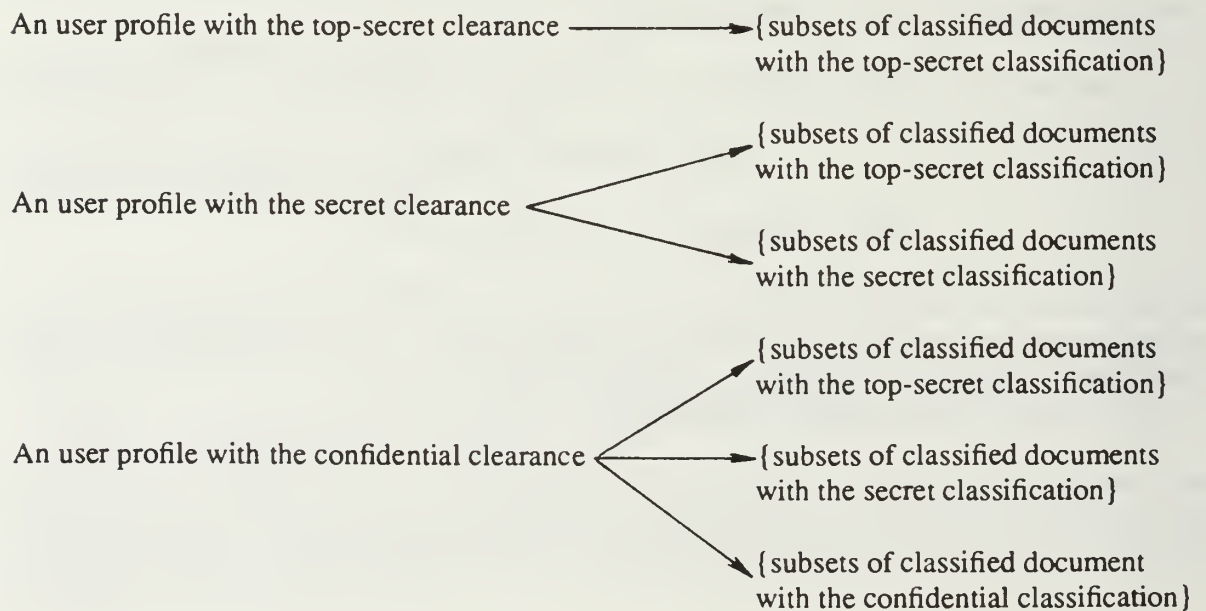 An user profile with the top-secret clearance
{subsets of classified documents
with the top-secret classification}
An user profile with the secret clearance
{subsets of classified documents
with the top-secret classification}
{subsets of classified documents
with the secret classification}
An user profile with the confidential clearance
{subsets of classified documents
with the top-secret classification}
{subsets of classified documents
with the secret classification}
{subsets of classified document
with the confidential classification}